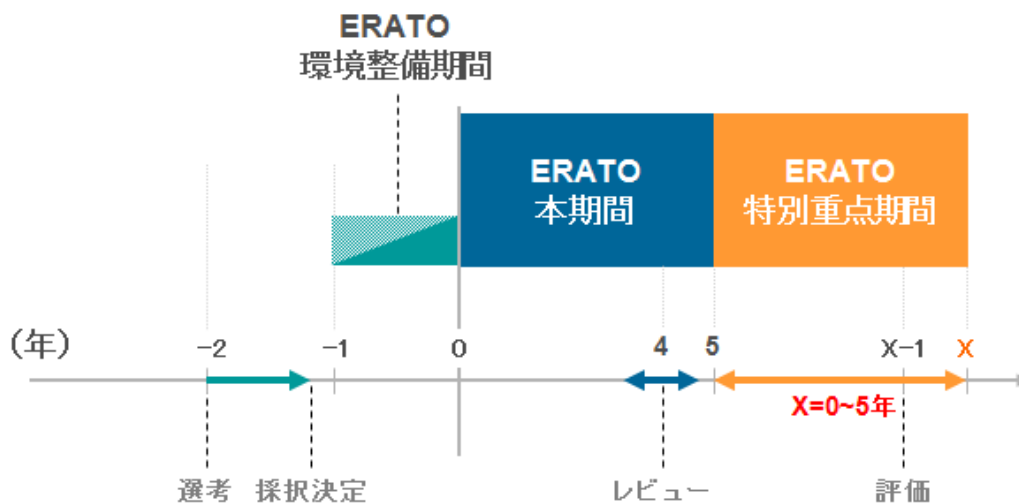 ERATO
環境整備期間
ERATO
本期間
ERATO
特別重点期間
(年)
-2
-1
0
4
5
X-1
X
X=0~5年
選考
採択決定
レビュー
評価